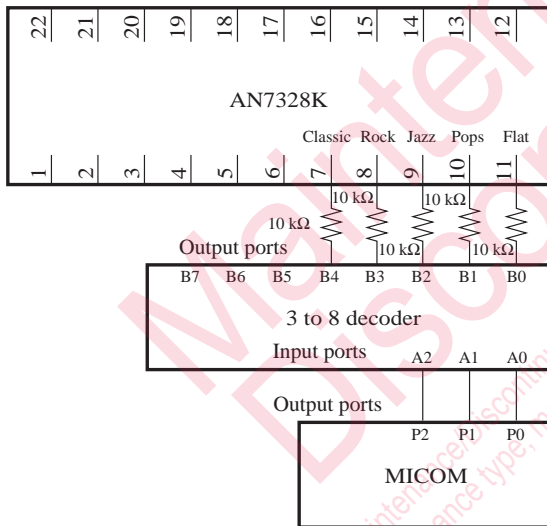 22 21 20 19 18 17 16 15 14 13 12
AN7328K
Classic Rock Jazz Pops Flat
1 2 3 4 5 6 7 8 9 10 11
10 kΩ 10 kΩ
10 kΩ
10 kΩ 10 kΩ
Output ports
B7 B6 B5 B4 B3 B2 B1 B0
3 to 8 decoder
Input ports A2 A1 A0
Output ports
P2 P1 P0
MICOM